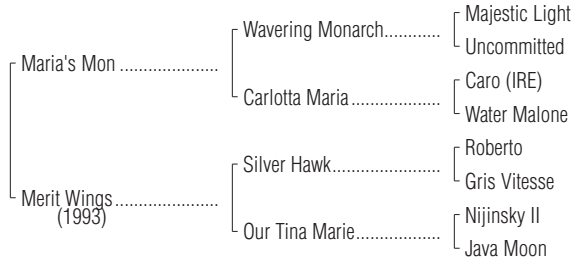 Majestic Light
Wavering Monarch............
Uncommitted
Maria's Mon .....................
Caro (IRE)
Carlotta Maria ...................
Water Malone
Roberto
Silver Hawk.......................
Gris Vitesse
Merit Wings ......................
(1993)
Nijinsky II
Our Tina Marie..................
Java Moon